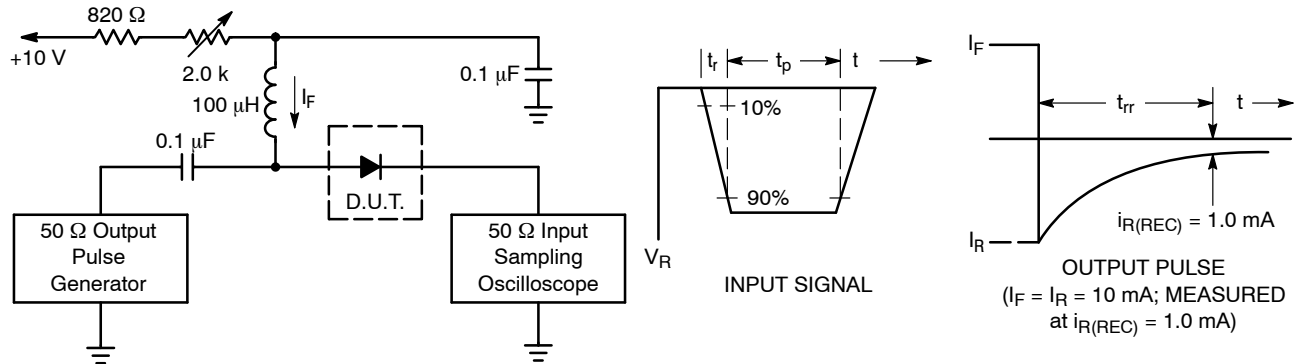 820 Ω
+10 V
2.0 k
100 μH
I_F
0.1 μF
0.1 μF
D.U.T.
50 Ω Output
Pulse
Generator
50 Ω Input
Sampling
Oscilloscope
t_r
t_p
t
10%
90%
V_R
INPUT SIGNAL
I_F
t_rr
t
i_R(REC) = 1.0 mA
I_R
OUTPUT PULSE
(I_F = I_R = 10 mA; MEASURED
at i_R(REC) = 1.0 mA)